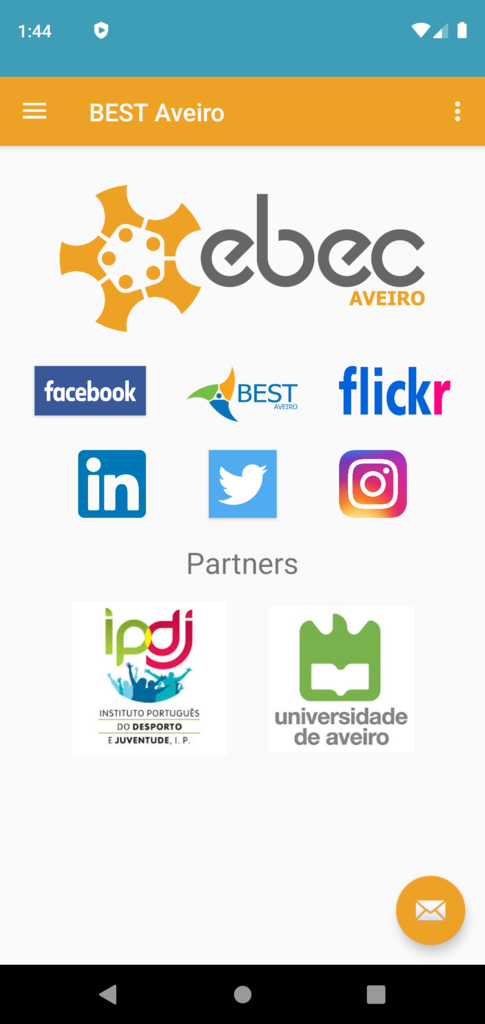 1:44
BEST Aveiro
ebec
AVEIRO
facebook
BEST
AVEIRO
flickr
in
Partners
ipdj
INSTITUTO PORTUGUÊS
DO DESPORTO
E JUVENTUDE, I. P.
universidade
de aveiro